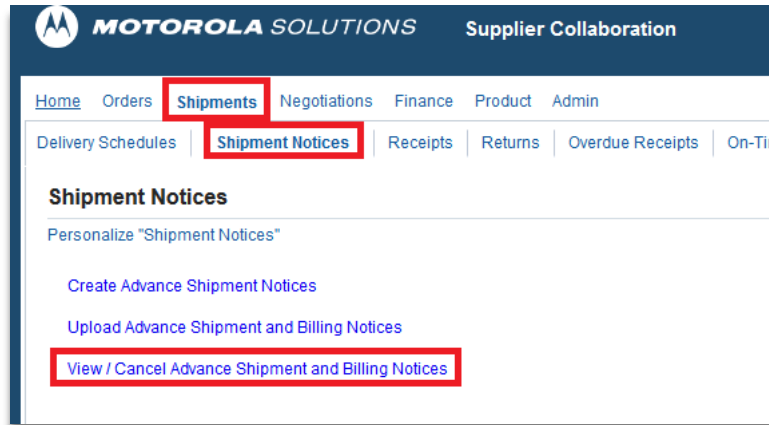 MOTOROLA SOLUTIONS Supplier Collaboration
Home Orders Shipments Negotiations Finance Product Admin
Delivery Schedules Shipment Notices Receipts Returns Overdue Receipts
Shipment Notices
Personalize "Shipment Notices"
Create Advance Shipment Notices
Upload Advance Shipment and Billing Notices
View / Cancel Advance Shipment and Billing Notices